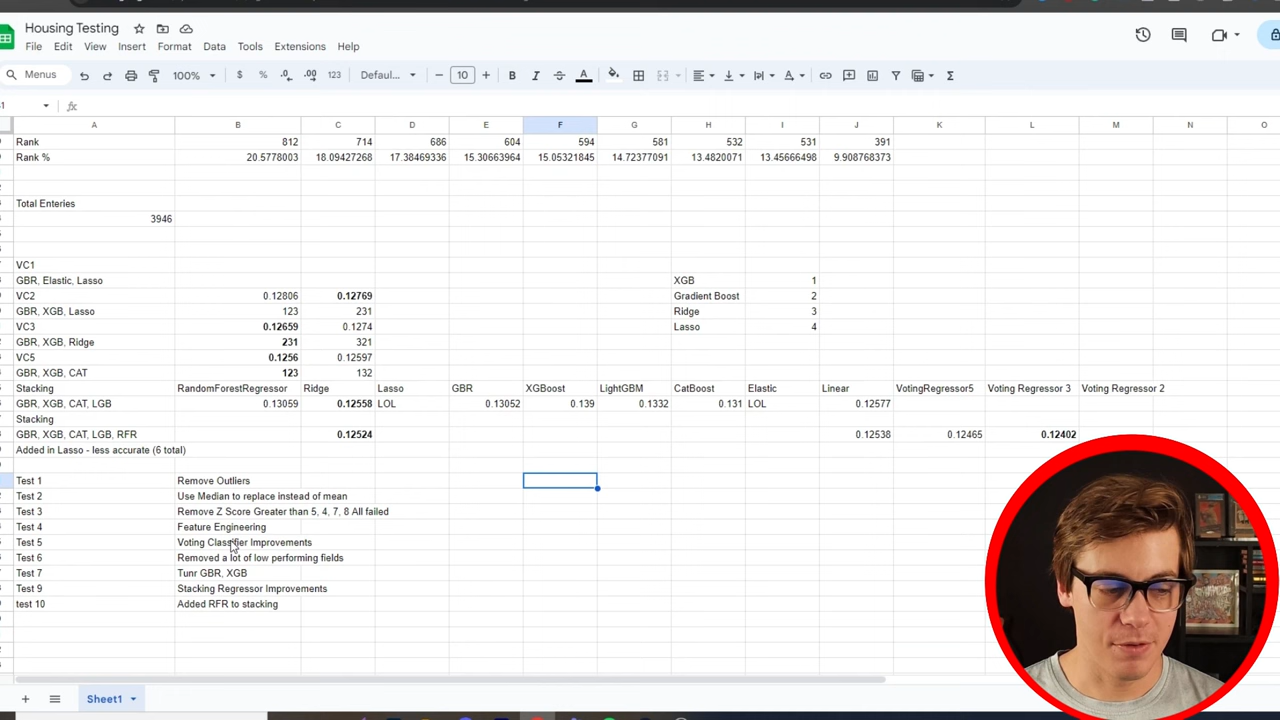 Housing Testing
File Edit View Insert Format Data Tools Extensions Help
Menus 100% $ % .0 .00 123 Defaul... 10 B I A
A B C D E F G H I J K L M N O
Rank 812 714 686 604 594 581 532 531 391
Rank % 20.5778003 18.09427268 17.38469336 15.30663964 15.05321845 14.72377091 13.4820071 13.45666498 9.908768373
Total Enteries
3946
VC1
GBR, Elastic, Lasso XGB 1
VC2 0.12806 0.12769 Gradient Boost 2
GBR, XGB, Lasso 123 231 Ridge 3
VC3 0.12659 0.1274 Lasso 4
GBR, XGB, Ridge 231 321
VC5 0.1256 0.12597
GBR, XGB, CAT 123 132
Stacking RandomForestRegressor Ridge Lasso GBR XGBoost LightGBM CatBoost Elastic Linear VotingRegressor5 Voting Regressor 3 Voting Regressor 2
GBR, XGB, CAT, LGB 0.13059 0.12558 LOL 0.13052 0.139 0.1332 0.131 LOL 0.12577
Stacking
GBR, XGB, CAT, LGB, RFR 0.12524 0.12538 0.12465 0.12402
Added in Lasso - less accurate (6 total)
Test 1 Remove Outliers
Test 2 Use Median to replace instead of mean
Test 3 Remove Z Score Greater than 5, 4, 7, 8 All failed
Test 4 Feature Engineering
Test 5 Voting Classifier Improvements
Test 6 Removed a lot of low performing fields
Test 7 Tunr GBR, XGB
Test 9 Stacking Regressor Improvements
test 10 Added RFR to stacking
Sheet1